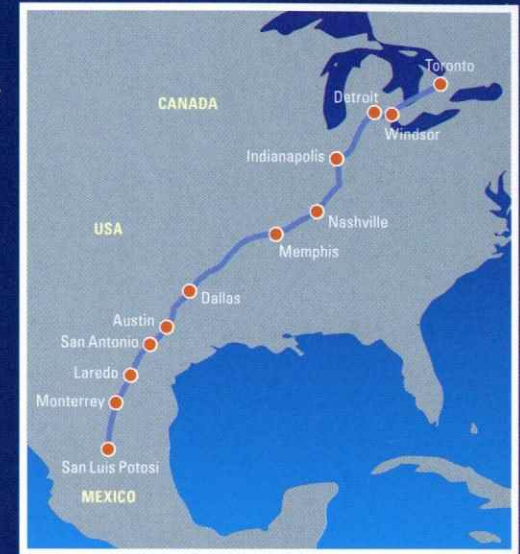 Toronto
Detroit
CANADA
Windsor
Indianapolis
Nashville
USA
Memphis
Dallas
Austin
San Antonio
Laredo
Monterrey
San Luis Potosi
MEXICO